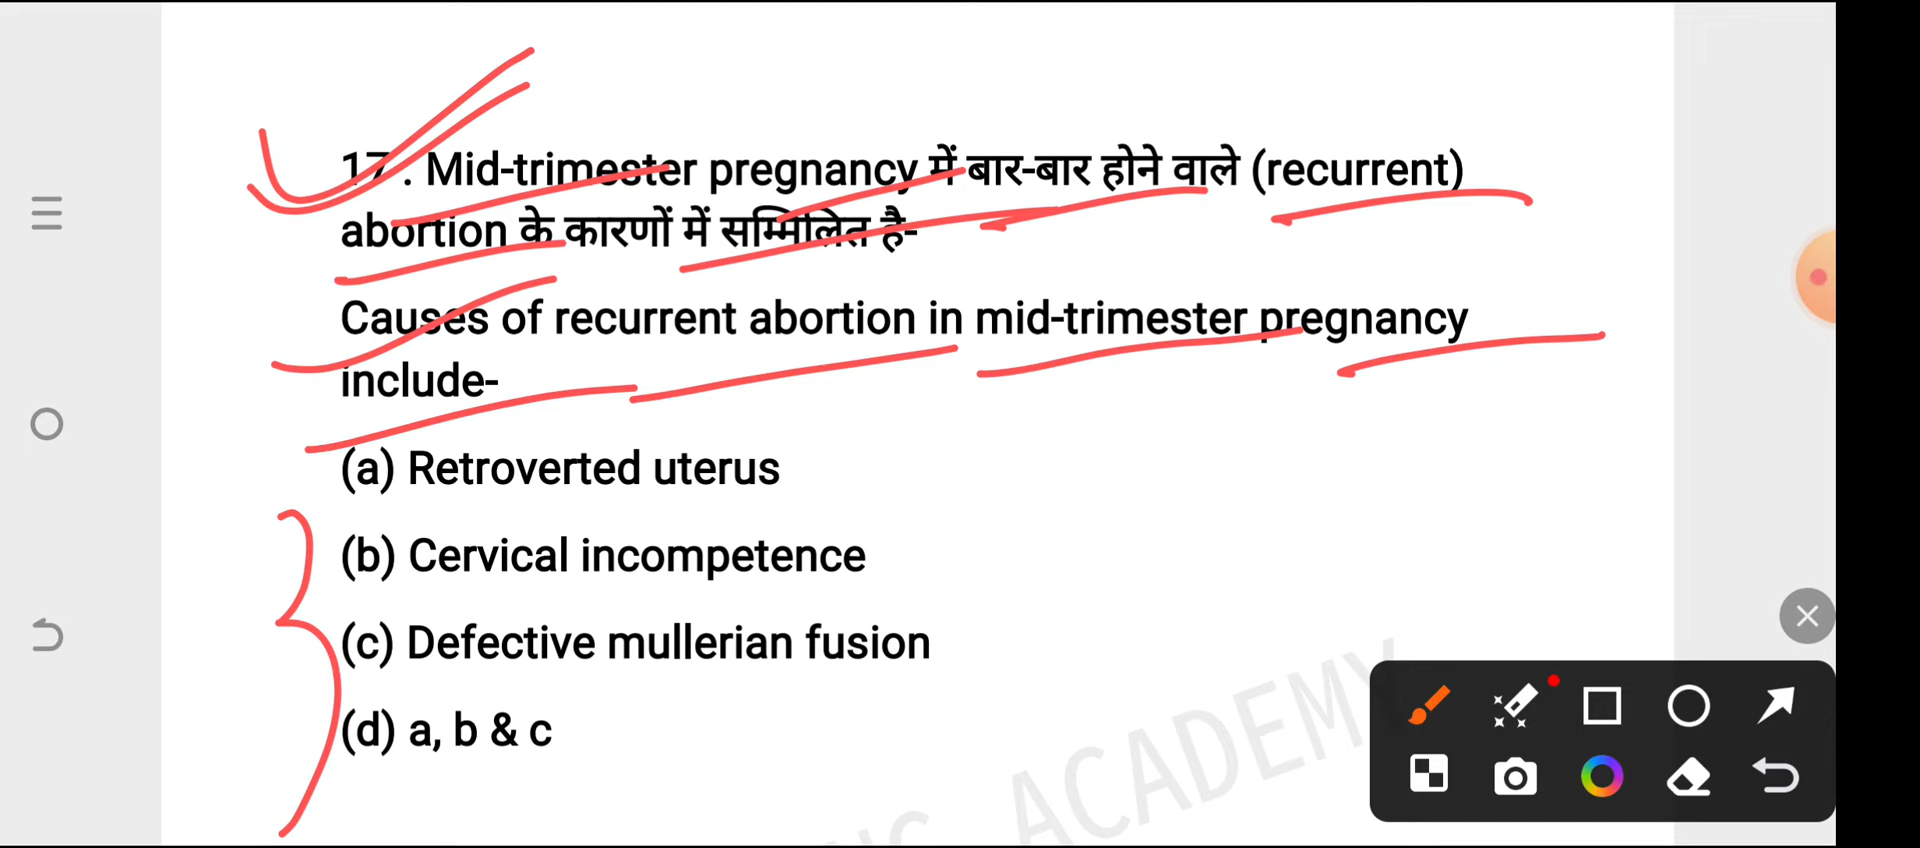 17 . Mid-trimester pregnancy में बार-बार होने वाले (recurrent)
abortion के कारणों में सम्मिलित है-
Causes of recurrent abortion in mid-trimester pregnancy
include-
(a) Retroverted uterus
(b) Cervical incompetence
(c) Defective mullerian fusion
(d) a, b & c
ACADEMY